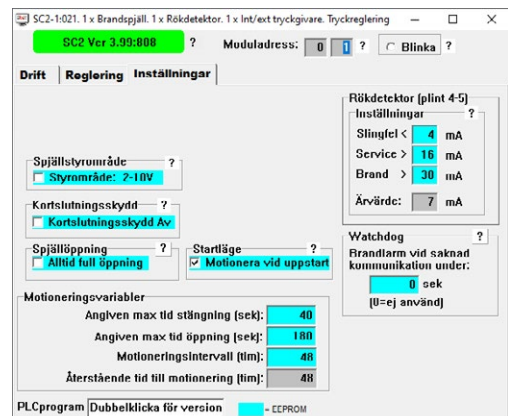 SC2-1:021. 1 x Brandspjäll. 1 x Rökdetektor. 1 x Int/ext tryckgivare. Tryckreglering
SC2 Ver 3.99:808 ? Moduladress: 0 1 ? Blinka ?
Drift Reglering Inställningar
Rökdetektor (plint 4-5)
Inställningar ?
Slingfel < 4 mA
Service > 16 mA
Brand > 30 mA
Ärvärde: 7 mA
Spjällstyrområde ?
Styrområde: 2-10V
Kortslutningsskydd ?
Kortslutningsskydd Av
Spjällöppning ?
Alltid full öppning
Startläge ?
Motionera vid uppstart
Watchdog ?
Brandlarm vid saknad
kommunikation under:
0 sek
(0=ej använd)
Motioneringsvariabler
Angiven max tid stängning (sek): 40
Angiven max tid öppning (sek): 180
Motioneringsintervall (tim): 48
Återstående tid till motionering (tim): 48
PLCprogram Dubbelklicka för version = EEPROM